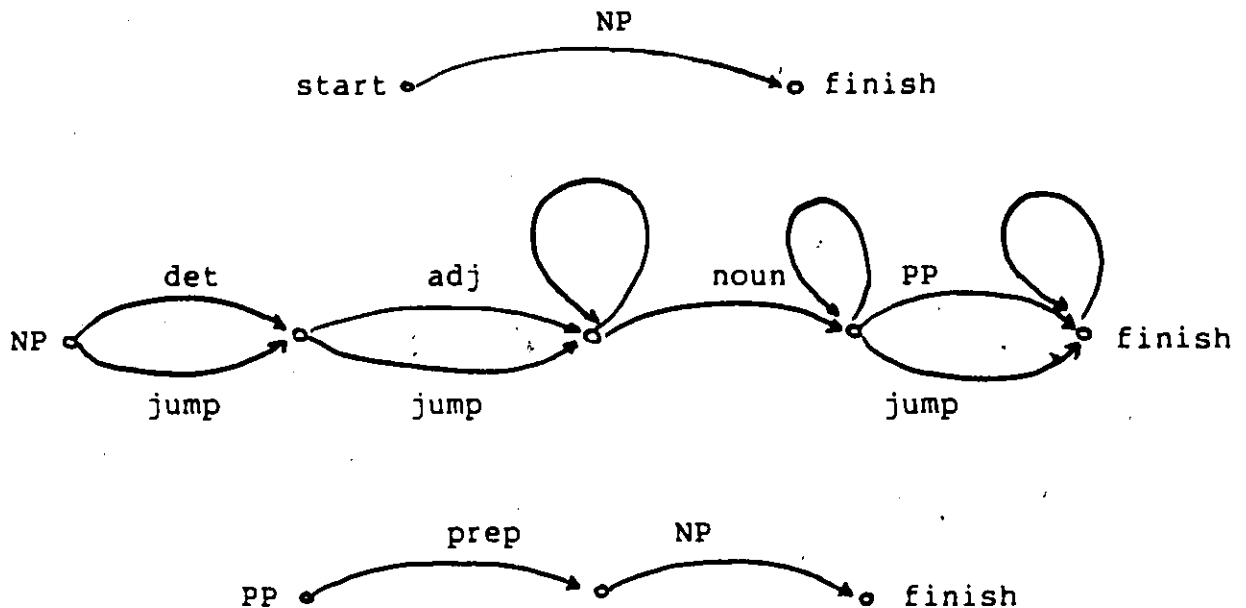 NP
start finish
det adj noun PP
NP finish
jump jump jump
prep NP
PP finish